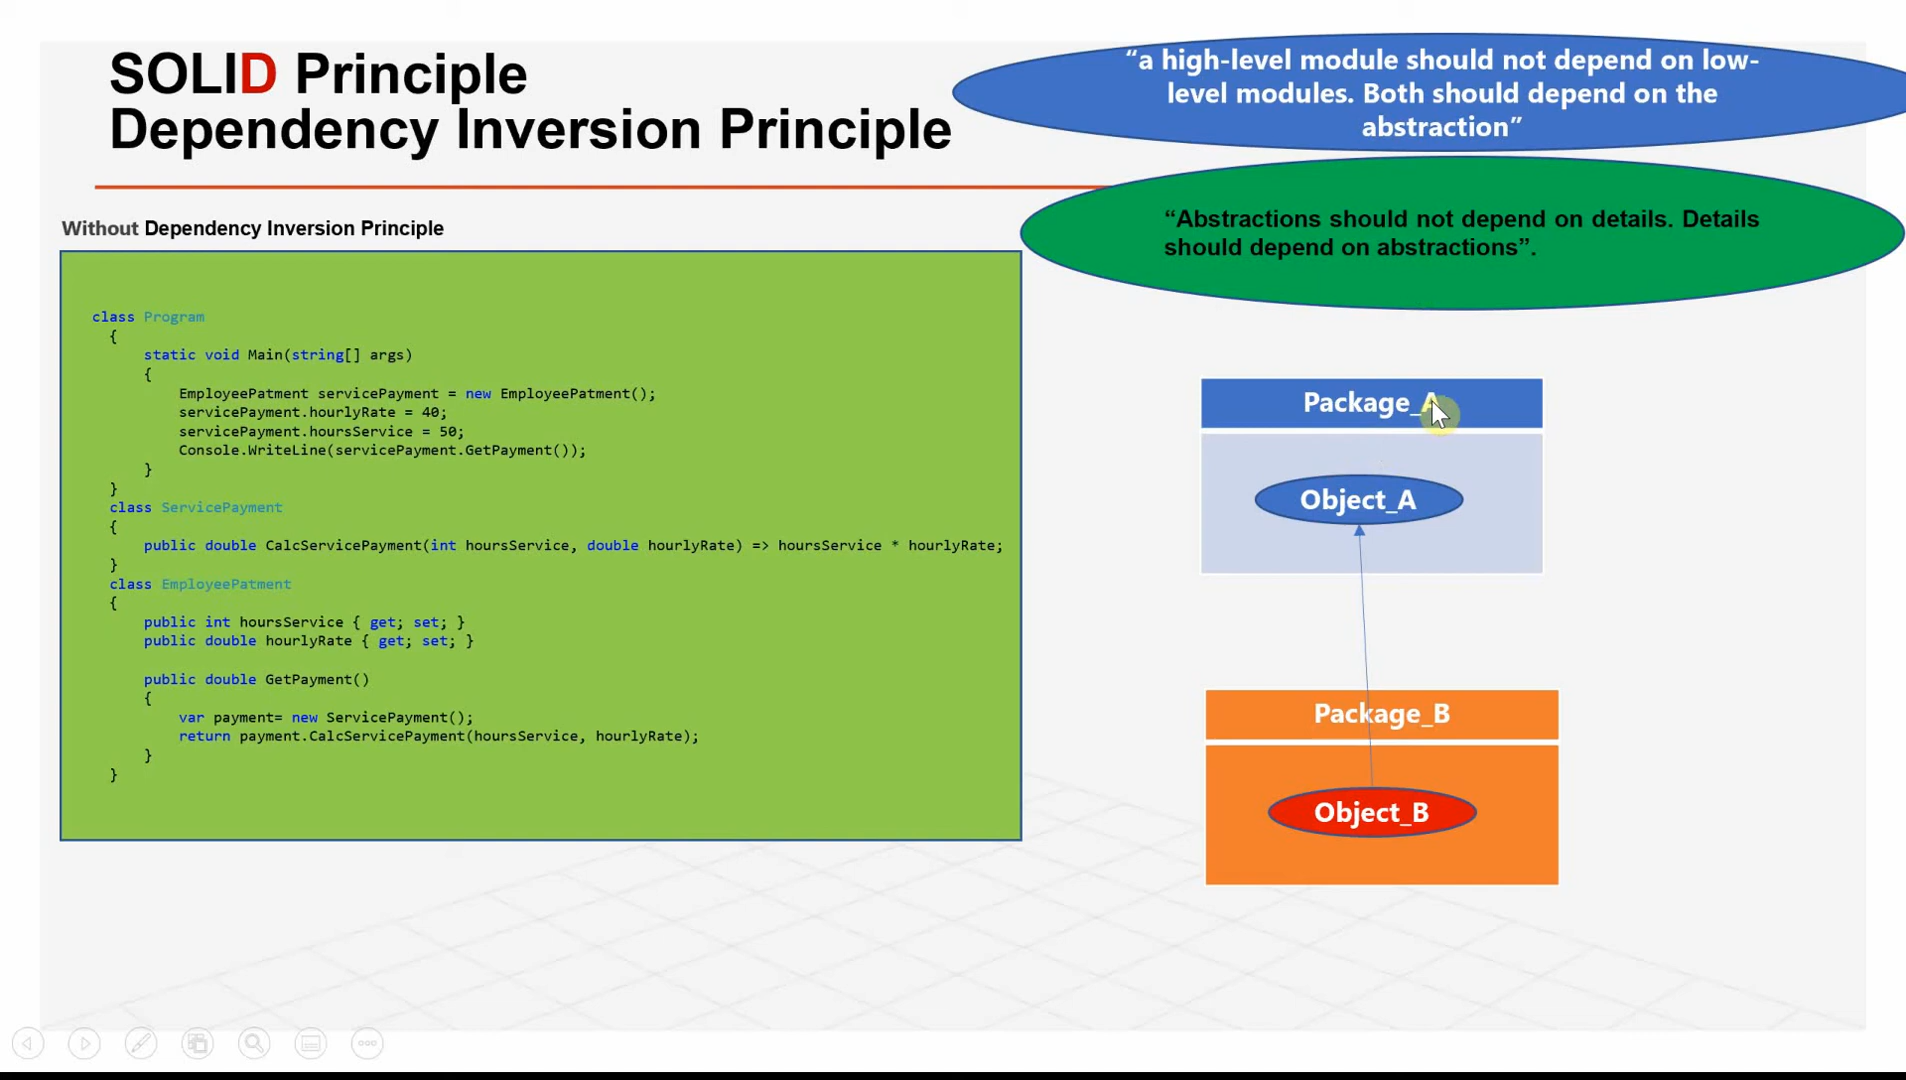 SOLID Principle
Dependency Inversion Principle
“a high-level module should not depend on low-
level modules. Both should depend on the
abstraction”
“Abstractions should not depend on details. Details
should depend on abstractions”.
Without Dependency Inversion Principle
class Program
{
static void Main(string[] args)
{
EmployeePatment servicePayment = new EmployeePatment();
servicePayment.hourlyRate = 40;
servicePayment.hoursService = 50;
Console.WriteLine(servicePayment.GetPayment());
}
}
class ServicePayment
{
public double CalcServicePayment(int hoursService, double hourlyRate) => hoursService * hourlyRate;
}
class EmployeePatment
{
public int hoursService { get; set; }
public double hourlyRate { get; set; }
public double GetPayment()
{
var payment= new ServicePayment();
return payment.CalcServicePayment(hoursService, hourlyRate);
}
}
Package_A
Object_A
Package_B
Object_B